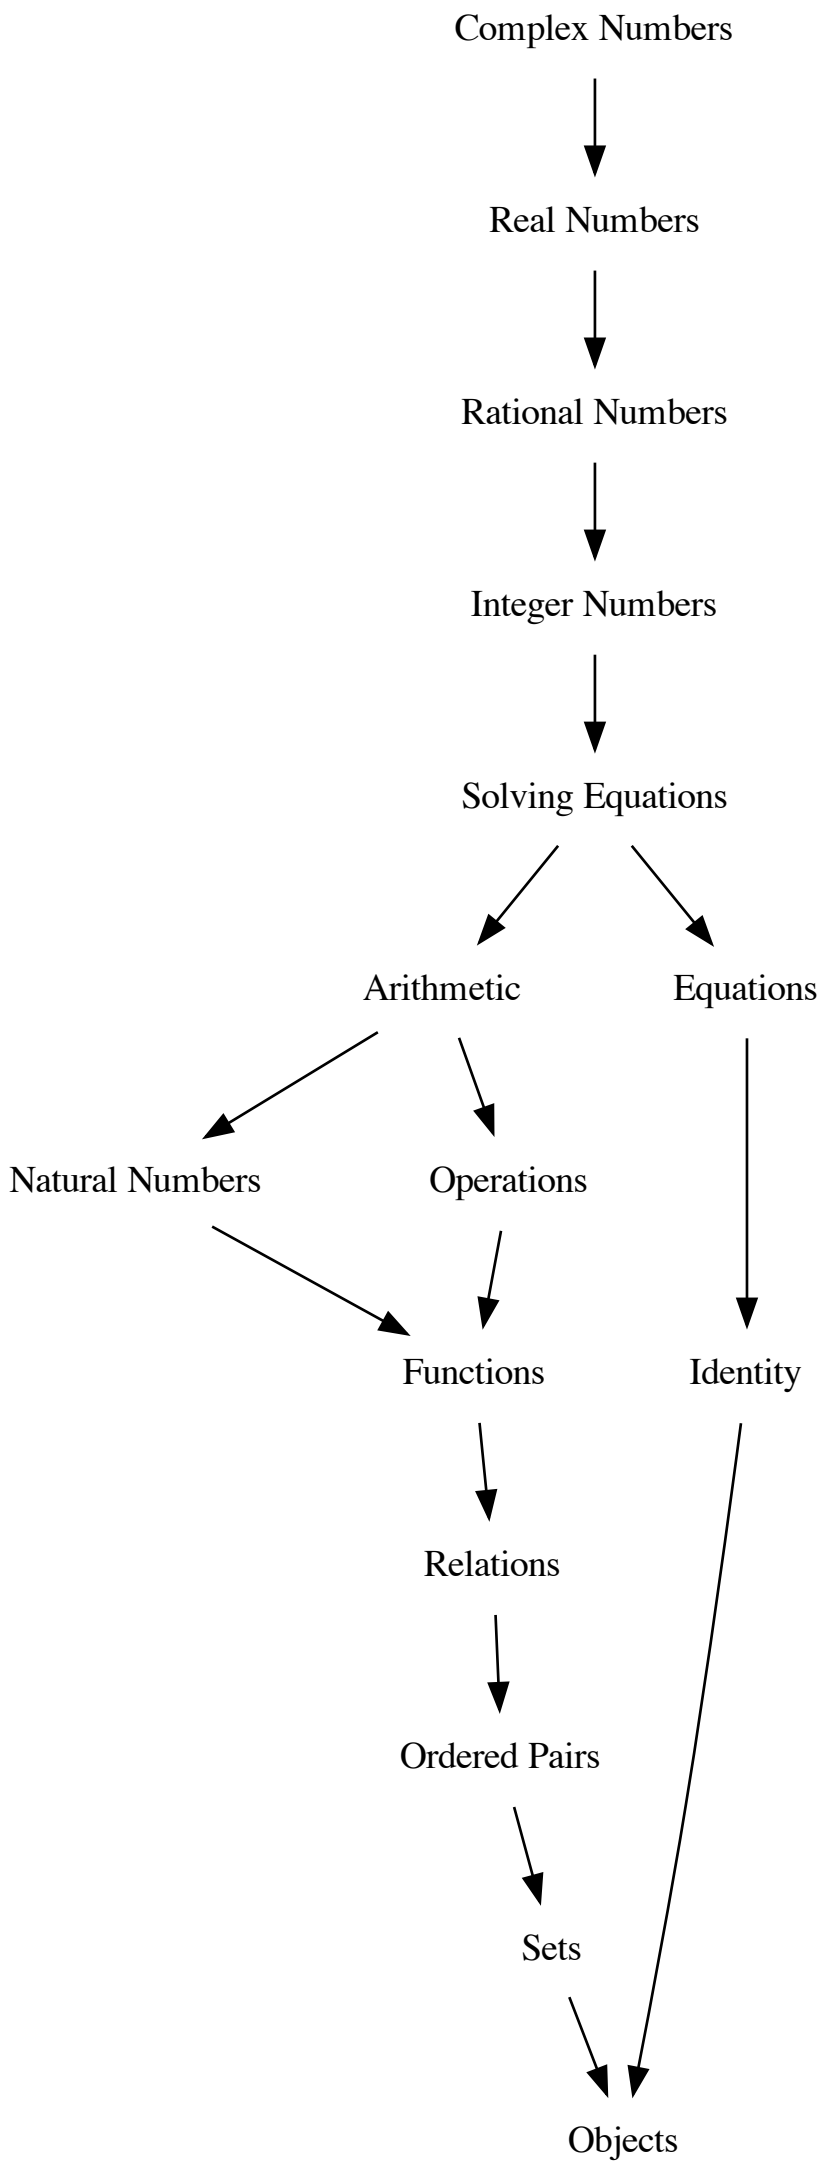 Complex Numbers
Real Numbers
Rational Numbers
Integer Numbers
Solving Equations
Arithmetic
Equations
Natural Numbers
Operations
Functions
Identity
Relations
Ordered Pairs
Sets
Objects